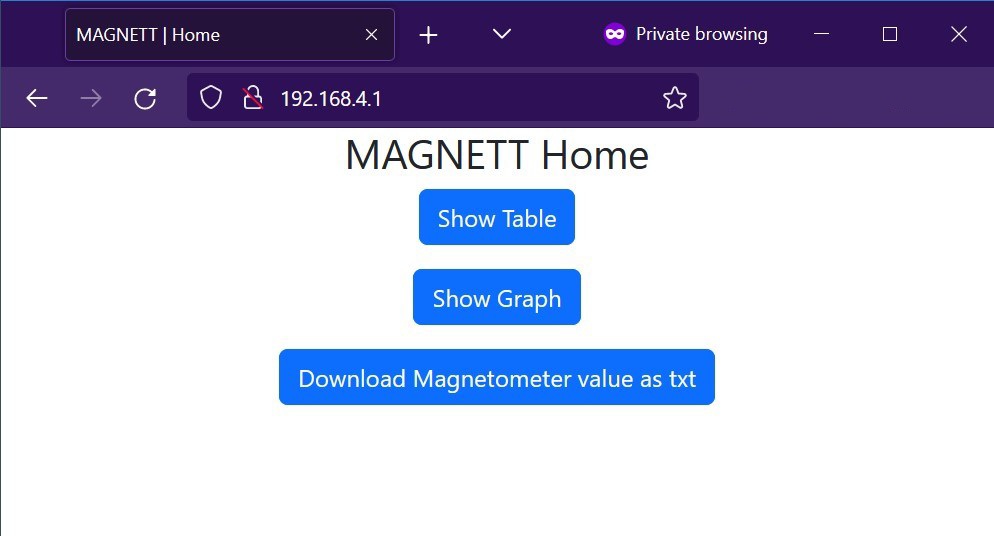 MAGNETT | Home
Private browsing
192.168.4.1
MAGNETT Home
Show Table
Show Graph
Download Magnetometer value as txt